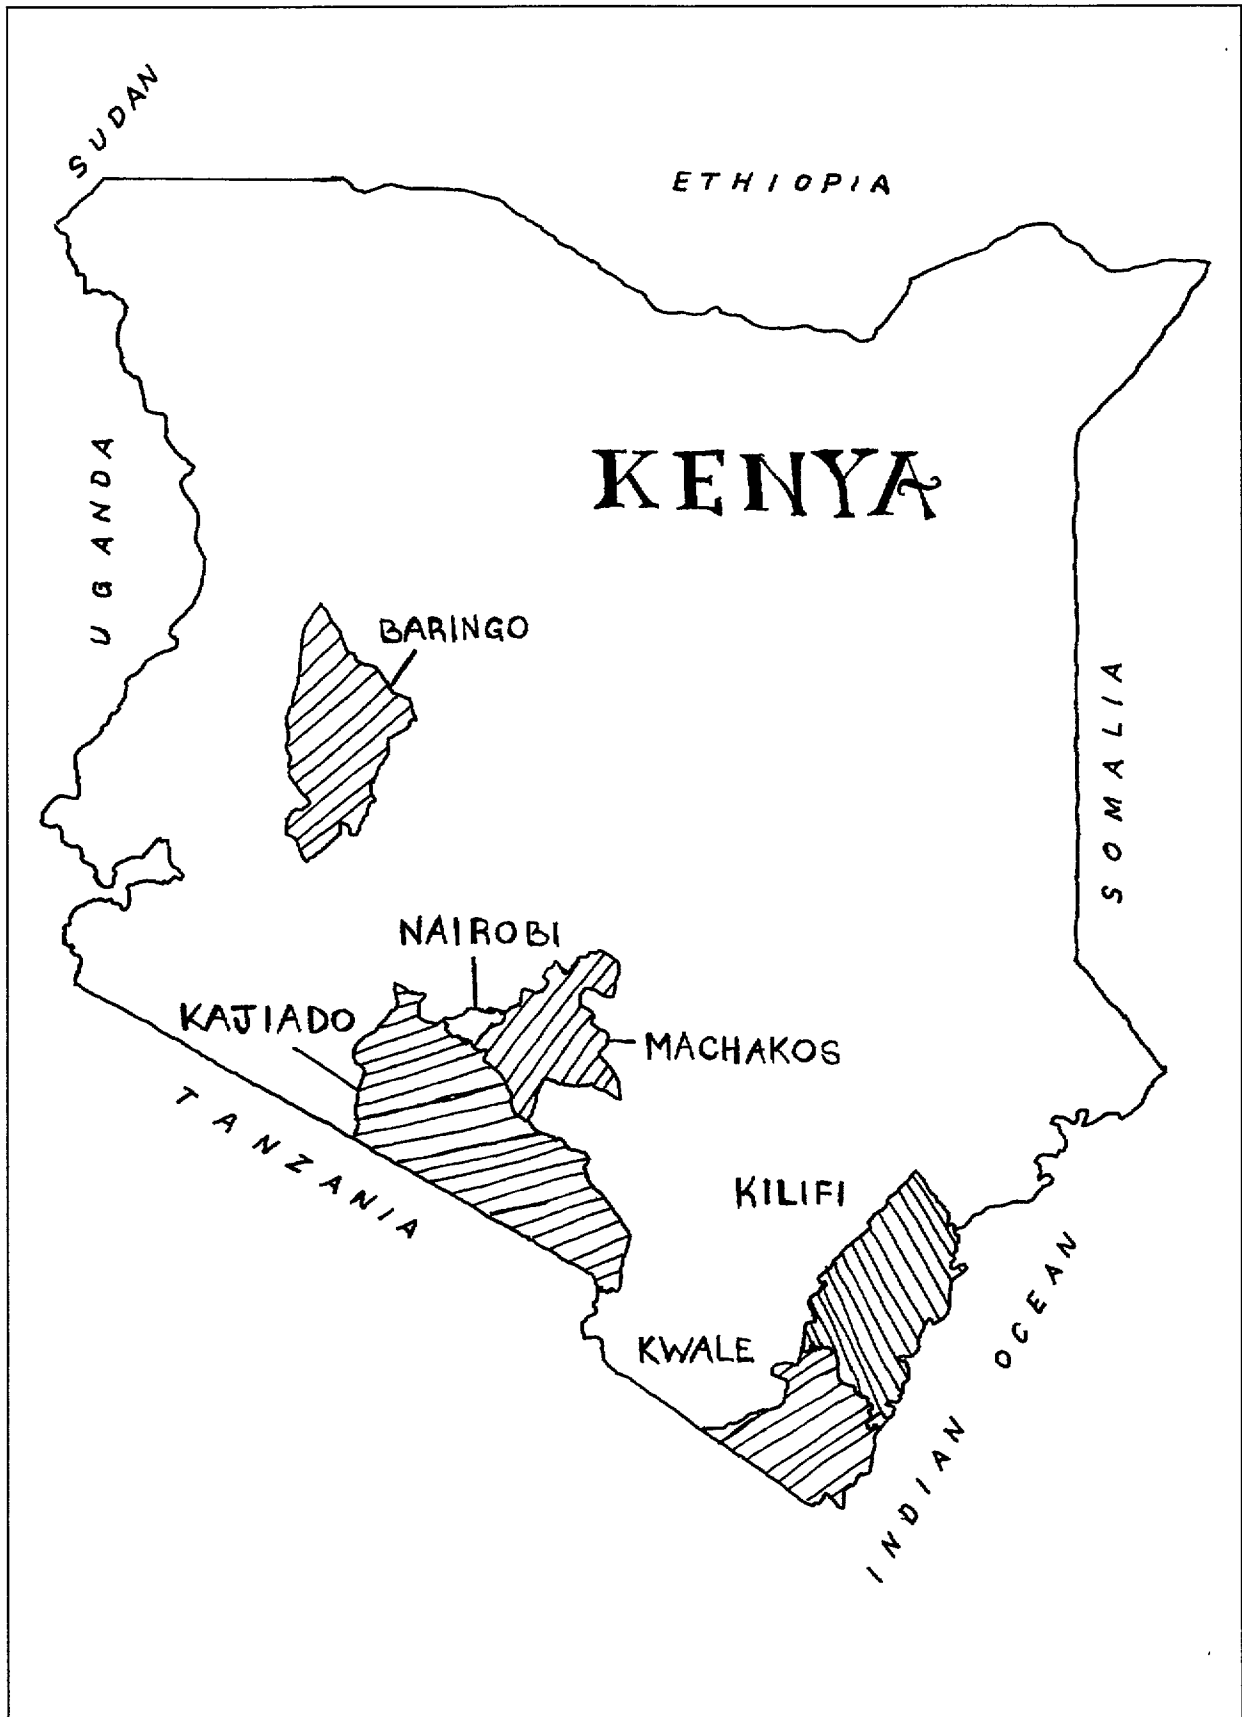 SUDAN
ETHIOPIA
KENYA
UGANDA
BARINGO
SOMALIA
NAIROBI
KAJIADO
MACHAKOS
TANZANIA
KILIFI
KWALE
INDIAN OCEAN